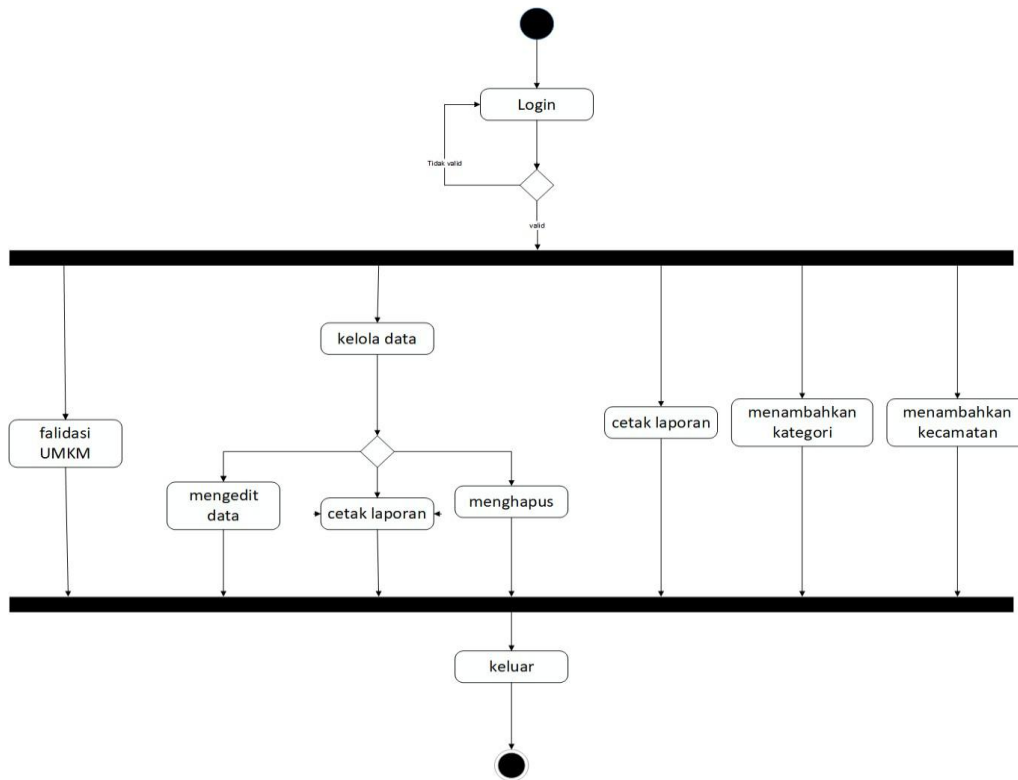 Login
Tidak valid
valid
kelola data
falidasi
UMKM
cetak laporan
menambahkan
kategori
menambahkan
kecamatan
mengedit
data
cetak laporan
menghapus
keluar